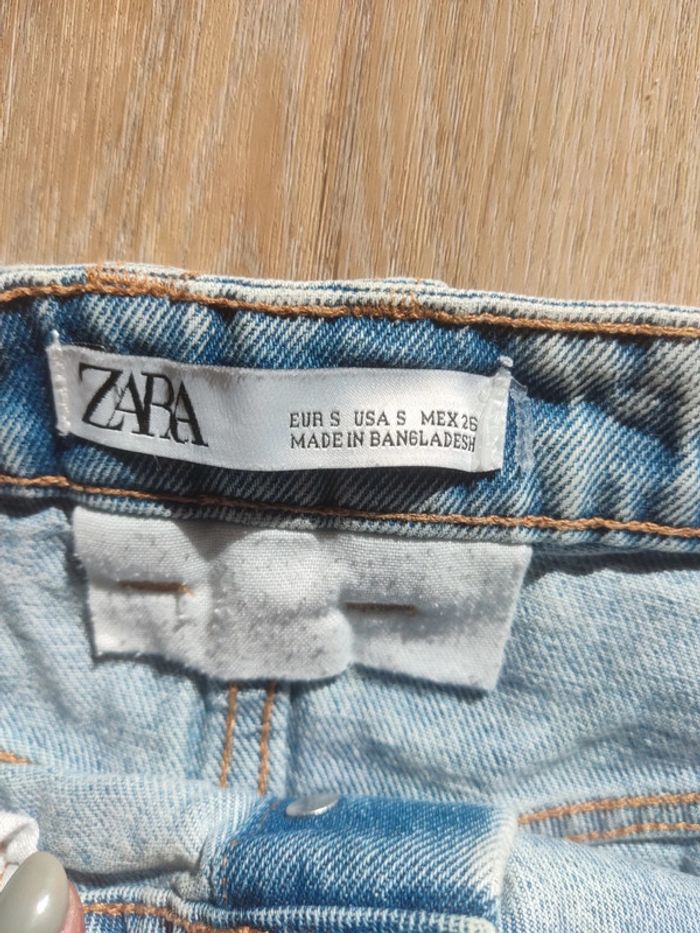 ZARA
EUR S USA S MEX 26
MADE IN BANGLADESH